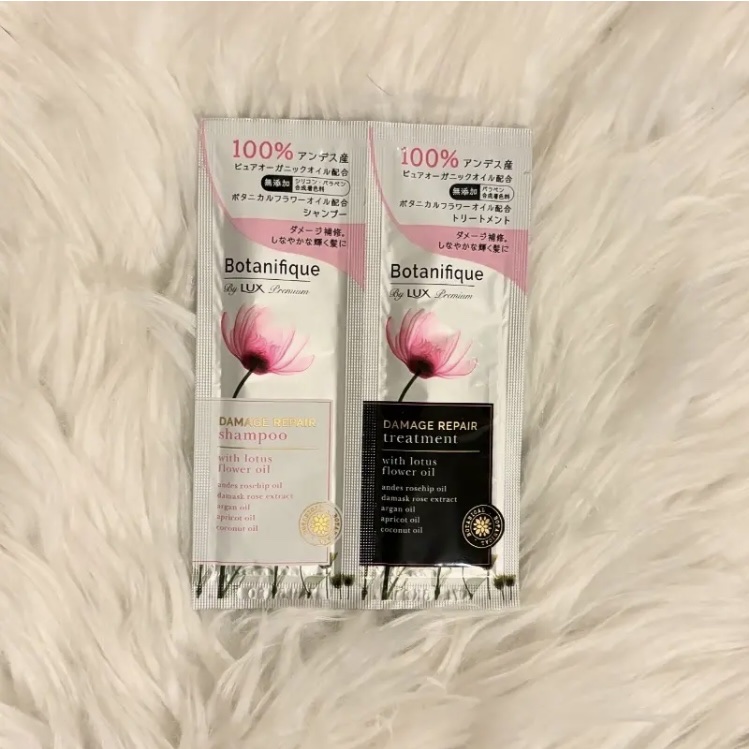 100% アンデス産
ピュアオーガニックオイル配合
無添加 シリコン・パラベン
合成着色料
ボタニカルフラワーオイル配合
シャンプー
ダメージ補修。
しなやかな輝く髪に
Botanifique
By LUX Premium
DAMAGE REPAIR
shampoo
with lotus
flower oil
andes rosehip oil
damask rose extract
argan oil
apricot oil
coconut oil
100% アンデス産
ピュアオーガニックオイル配合
無添加 パラベン
合成着色料
ボタニカルフラワーオイル配合
トリートメント
ダメージ補修。
しなやかな輝く髪に
Botanifique
By LUX Premium
DAMAGE REPAIR
treatment
with lotus
flower oil
andes rosehip oil
damask rose extract
argan oil
apricot oil
coconut oil
BOTANICAL BOTANICAL